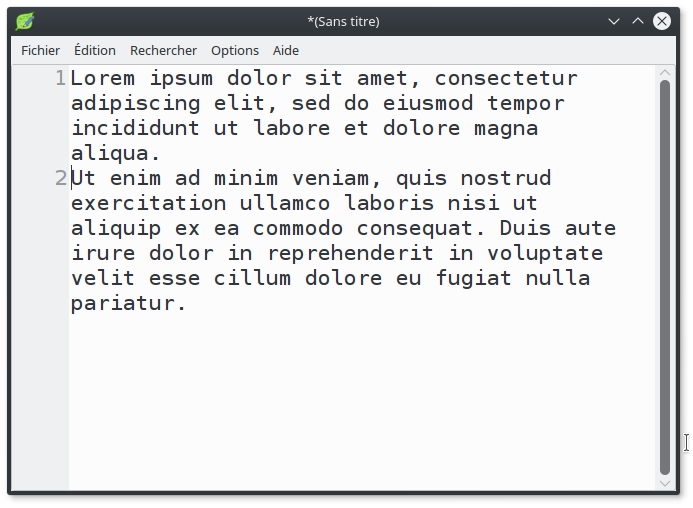 *(Sans titre)
Fichier Édition Rechercher Options Aide
1 Lorem ipsum dolor sit amet, consectetur
adipiscing elit, sed do eiusmod tempor
incididunt ut labore et dolore magna
aliqua.
2 Ut enim ad minim veniam, quis nostrud
exercitation ullamco laboris nisi ut
aliquip ex ea commodo consequat. Duis aute
irure dolor in reprehenderit in voluptate
velit esse cillum dolore eu fugiat nulla
pariatur.